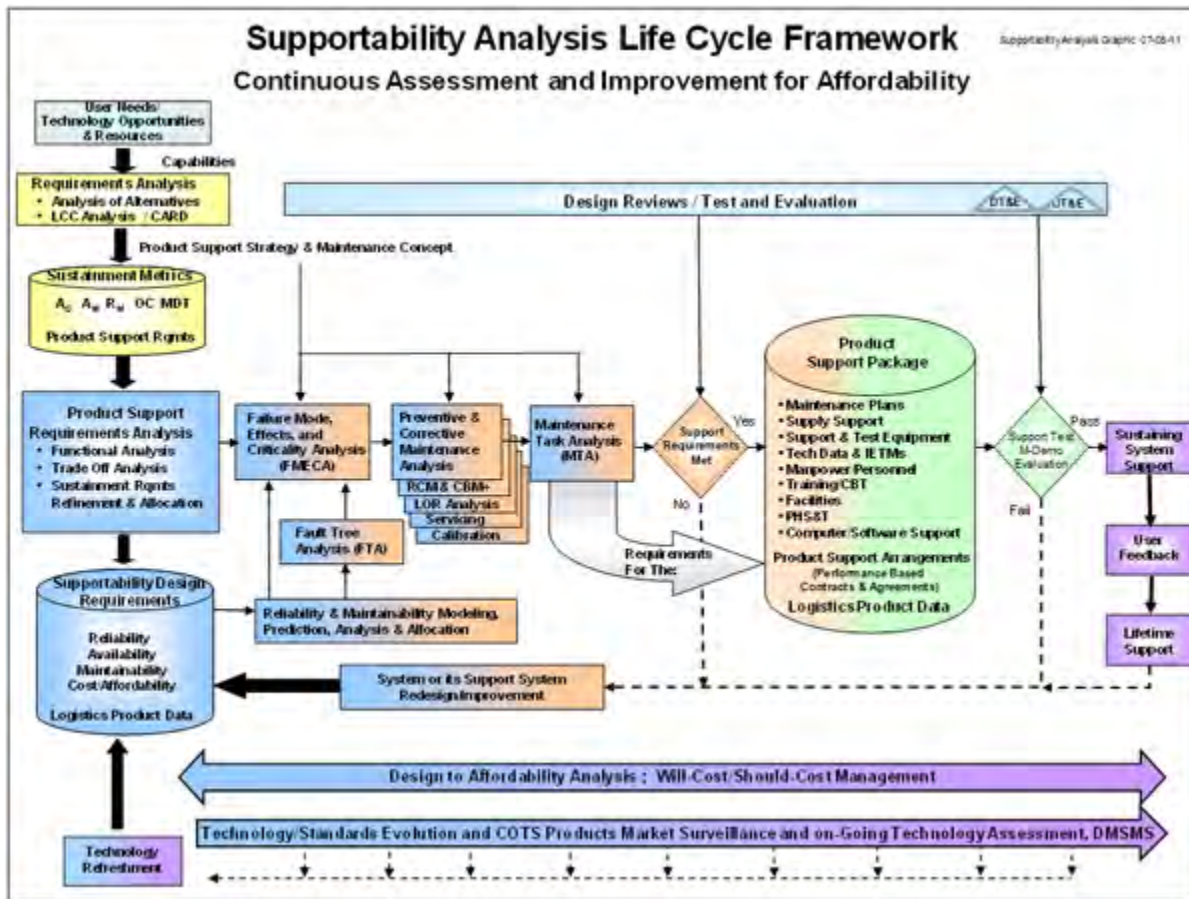 Supportability Analysis Life Cycle Framework
Supportability Analysis Graphic
Continuous Assessment and Improvement for Affordability
User Needs/
Technology Opportunities
& Resources
Capabilities
Requirements Analysis
• Analysis of Alternatives
• LCC Analysis / CARD
Design Reviews / Test and Evaluation
DT&E
OT&E
Product Support Strategy & Maintenance Concept
Sustainment Metrics
OC MDT
Product Support Rqmts
Product Support
Requirements Analysis
• Functional Analysis
• Trade Off Analysis
• Sustainment Rqmts
Refinement & Allocation
Failure Mode,
Effects, and
Criticality Analysis
(FMECA)
Preventive &
Corrective
Maintenance
Analysis
RCM & CBM+
LOR Analysis
Servicing
Calibration
Maintenance
Task Analysis
(MTA)
Support
Requirements
Met
Yes
No
Product
Support Package
• Maintenance Plans
• Supply Support
• Support & Test Equipment
• Tech Data & IETMs
• Manpower Personnel
• Training/CBT
• Facilities
• PHS&T
• Computer/Software Support
Product Support Arrangements
(Performance Based
Contracts & Agreements)
Logistics Product Data
Support Test
M-Demo
Evaluation
Pass
Fail
Sustaining
System
Support
User
Feedback
Lifetime
Support
Fault Tree
Analysis (FTA)
Requirements
For The:
Supportability Design
Requirements
Reliability
Availability
Maintainability
Cost/Affordability
Logistics Product Data
Reliability & Maintainability Modeling,
Prediction, Analysis & Allocation
System or its Support System
Redesign/Improvement
Design to Affordability Analysis ; Will-Cost/Should-Cost Management
Technology/Standards Evolution and COTS Products Market Surveillance and on-Going Technology Assessment, DMSMS
Technology
Refreshment